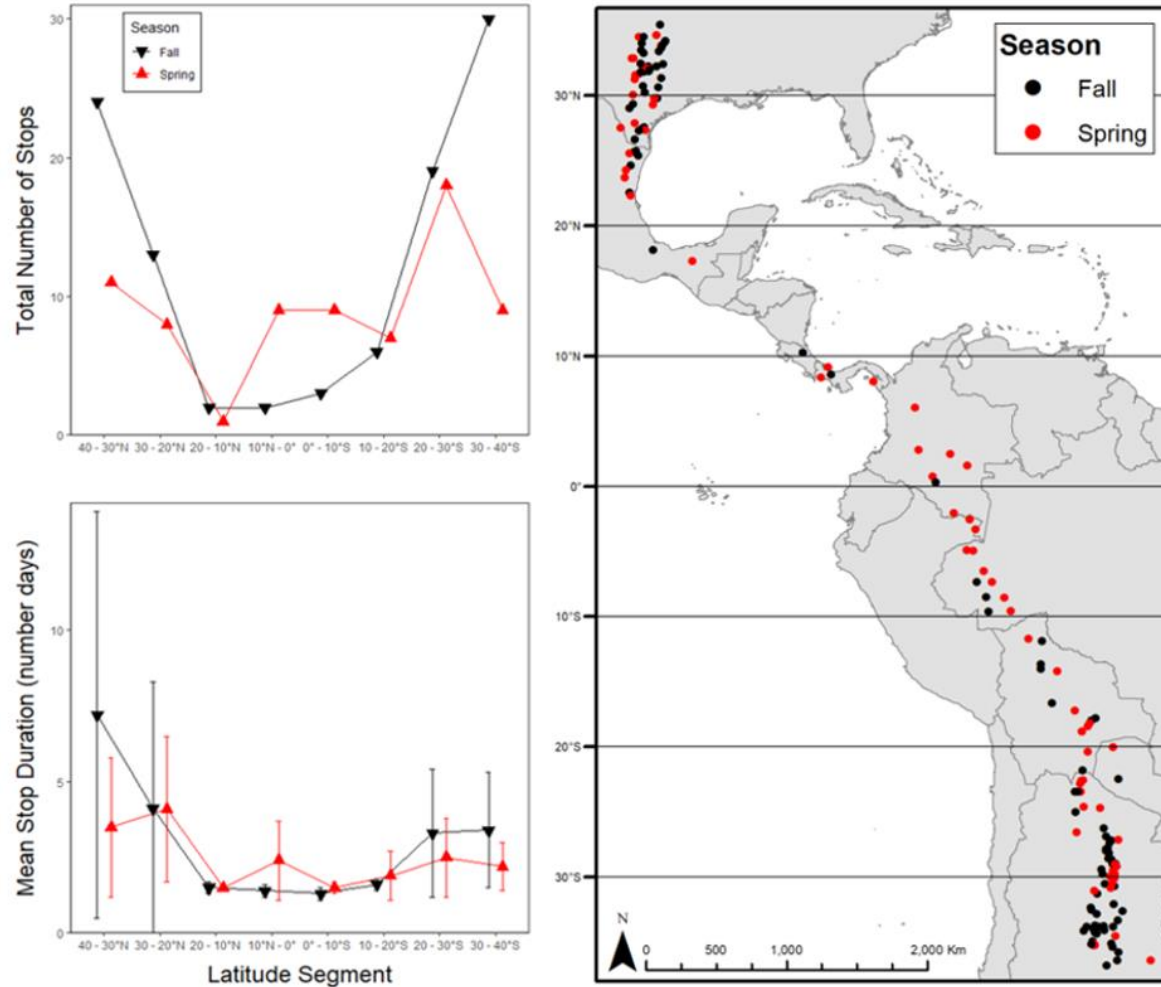 Total Number of Stops
30
20
10
0
Season
Fall
Spring
40 - 30°N 30 - 20°N 20 - 10°N 10°N - 0° 0° - 10°S 10 - 20°S 20 - 30°S 30 - 40°S
Mean Stop Duration (number days)
10
5
0
40 - 30°N 30 - 20°N 20 - 10°N 10°N - 0° 0° - 10°S 10 - 20°S 20 - 30°S 30 - 40°S
Latitude Segment
Season
Fall
Spring
30°N
20°N
10°N
0°
10°S
20°S
30°S
N
0 500 1,000 2,000 Km